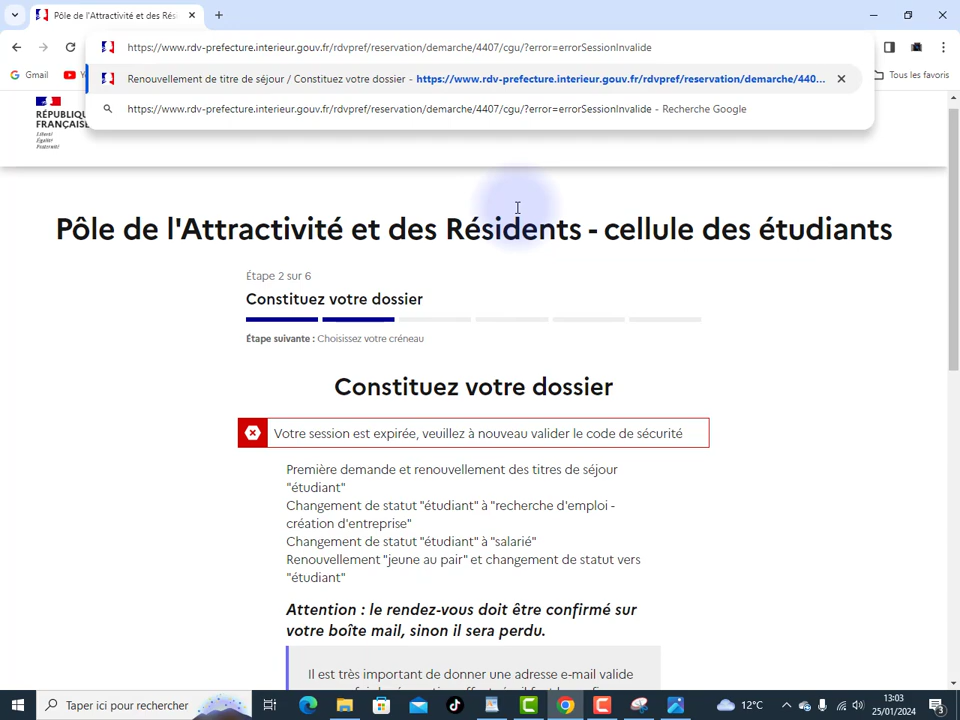 Pôle de l'Attractivité et des Rés
https://www.rdv-prefecture.interieur.gouv.fr/rdvpref/reservation/demarche/4407/cgu/?error=errorSessionInvalide
Renouvellement de titre de séjour / Constituez votre dossier - https://www.rdv-prefecture.interieur.gouv.fr/rdvpref/reservation/demarche/440...
https://www.rdv-prefecture.interieur.gouv.fr/rdvpref/reservation/demarche/4407/cgu/?error=errorSessionInvalide - Recherche Google
Gmail
Yo
Tous les favoris
RÉPUBLIQU
FRANÇAISE
Liberté
Égalité
Fraternité
Pôle de l'Attractivité et des Résidents - cellule des étudiants
Étape 2 sur 6
Constituez votre dossier
Étape suivante : Choisissez votre créneau
Constituez votre dossier
Votre session est expirée, veuillez à nouveau valider le code de sécurité
Première demande et renouvellement des titres de séjour
"étudiant"
Changement de statut "étudiant" à "recherche d'emploi -
création d'entreprise"
Changement de statut "étudiant" à "salarié"
Renouvellement "jeune au pair" et changement de statut vers
"étudiant"
Attention : le rendez-vous doit être confirmé sur
votre boîte mail, sinon il sera perdu.
Il est très important de donner une adresse e-mail valide
Taper ici pour rechercher
12°C
13:03
25/01/2024
3